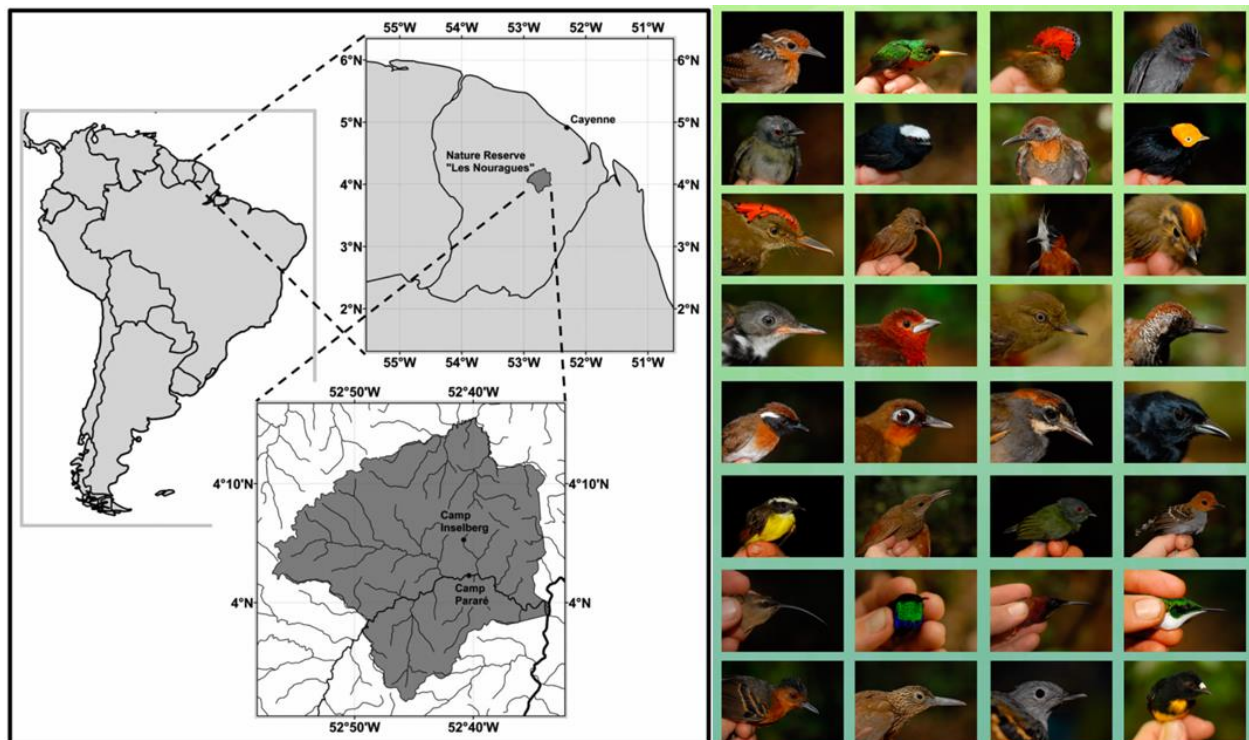 55°W 54°W 53°W 52°W 51°W
6°N 6°N
5°N 5°N
Cayenne
Nature Reserve
"Les Nouragues"
4°N 4°N
3°N 3°N
2°N 2°N
55°W 54°W 53°W 52°W 51°W
52°50'W 52°40'W
4°10'N 4°10'N
Camp
Inselberg
Camp
Pararé
4°N 4°N
52°50'W 52°40'W